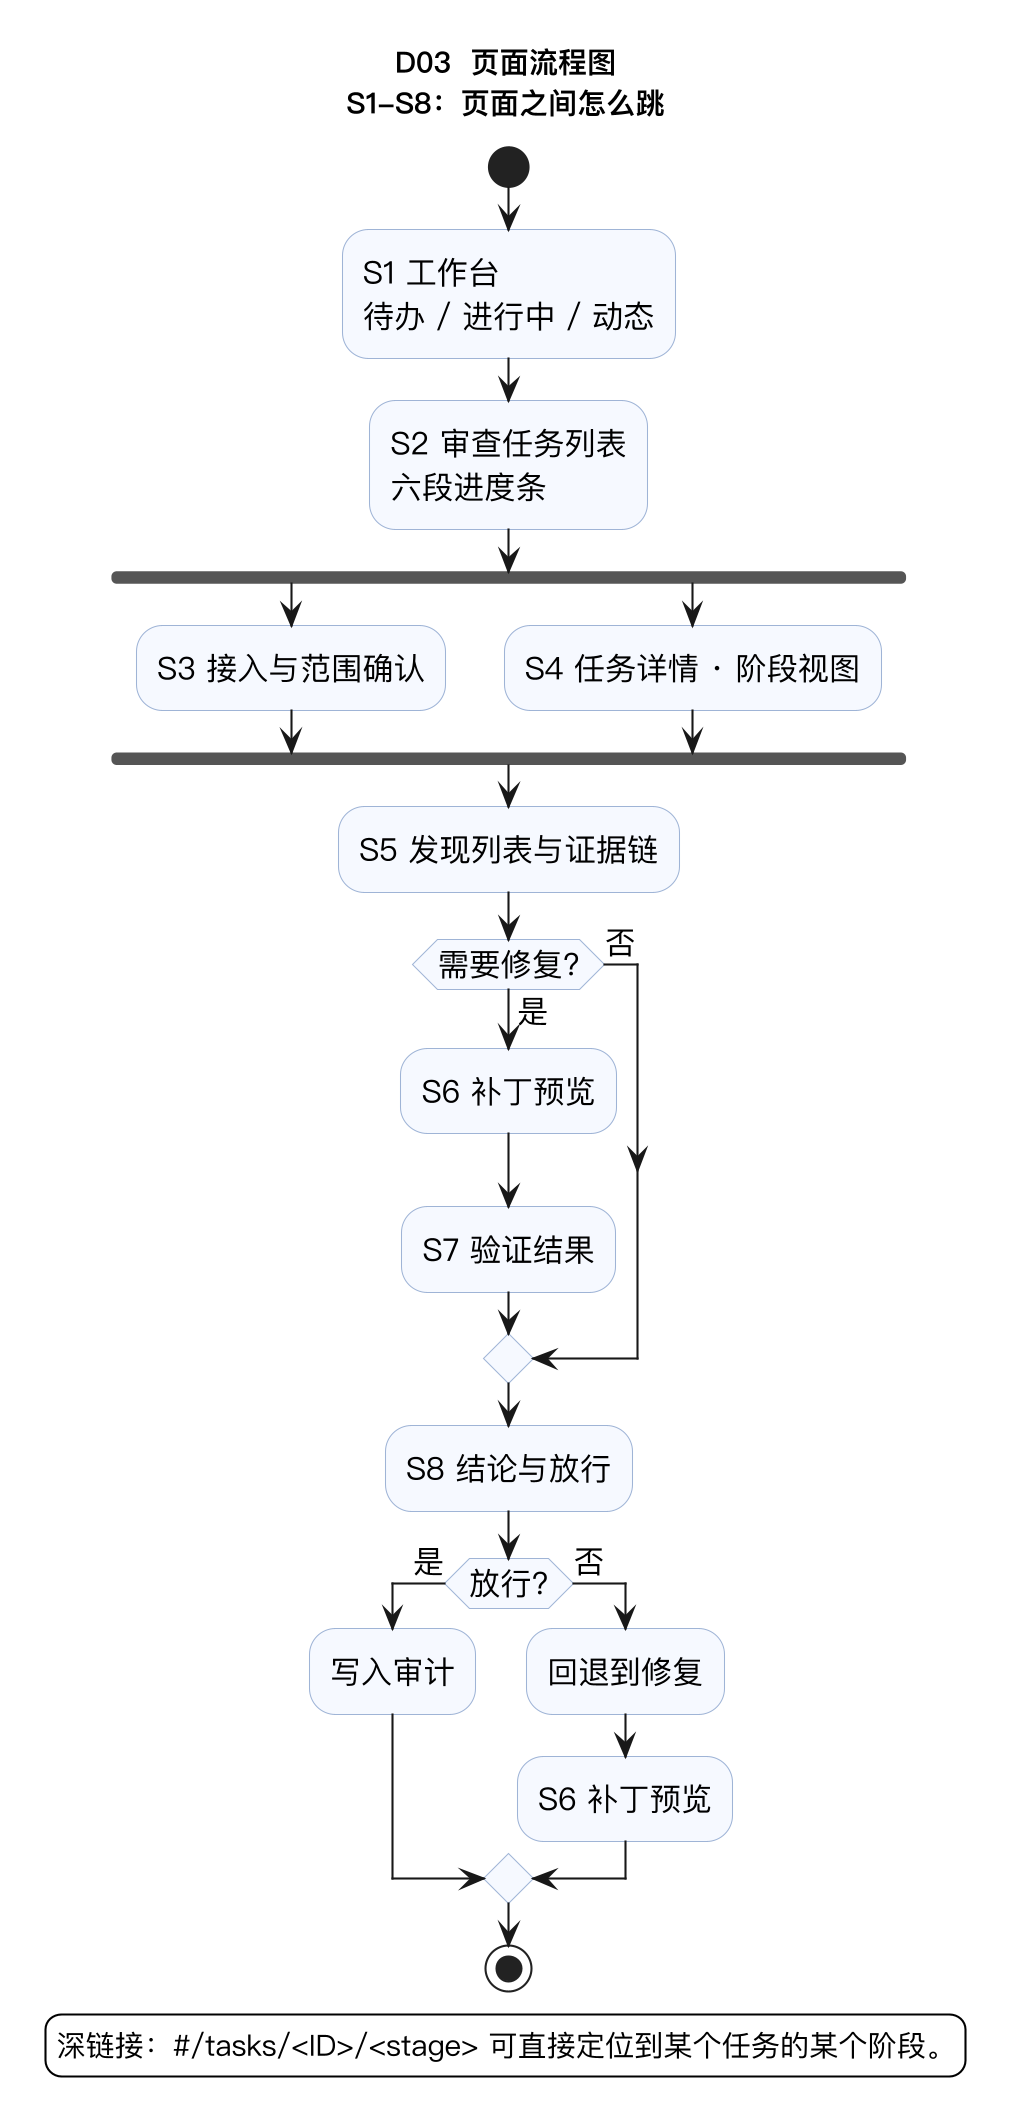 D03 页面流程图
S1–S8：页面之间怎么跳
S1 工作台
待办 / 进行中 / 动态
S2 审查任务列表
六段进度条
S3 接入与范围确认
S4 任务详情 · 阶段视图
S5 发现列表与证据链
需要修复?
否
是
S6 补丁预览
S7 验证结果
S8 结论与放行
是
放行?
否
写入审计
回退到修复
S6 补丁预览
深链接：#/tasks/<ID>/<stage> 可直接定位到某个任务的某个阶段。